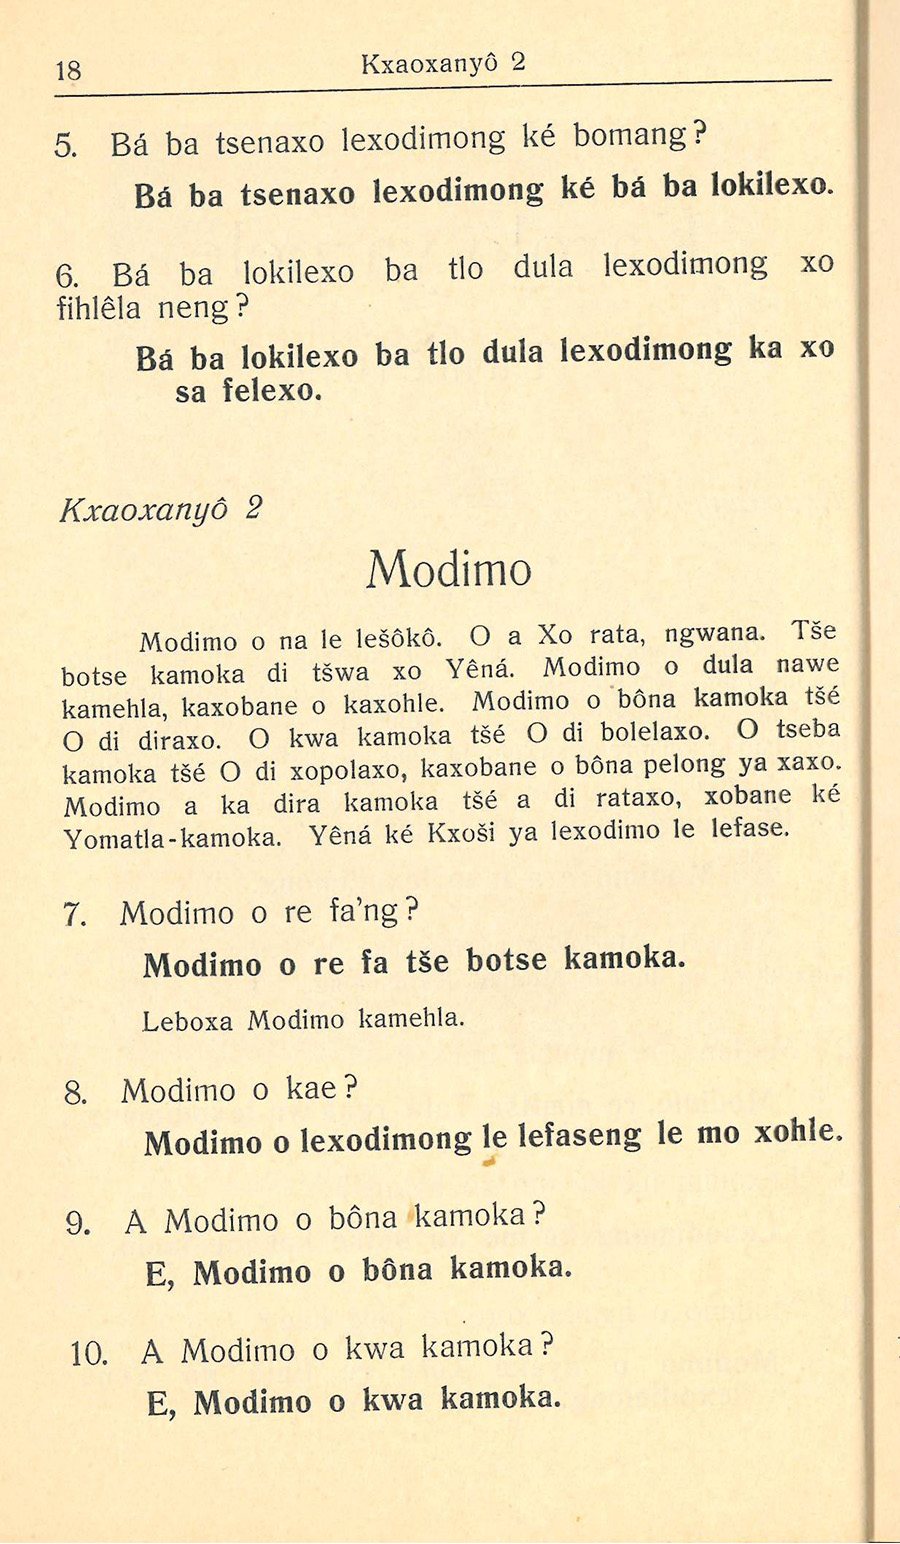 18 Kxaoxanyô 2
5. Bá ba tsenaxo lexodimong ké bomang?
Bá ba tsenaxo lexodimong ké bá ba lokilexo.
6. Bá ba lokilexo ba tlo dula lexodimong xo
fihlêla neng?
Bá ba lokilexo ba tlo dula lexodimong ka xo
sa felexo.
Kxaoxanyô 2
Modimo
Modimo o na le lešôkô. O a Xo rata, ngwana. Tše
botse kamoka di tšwa xo Yêná. Modimo o dula nawe
kamehla, kaxobane o kaxohle. Modimo o bôna kamoka tšé
O di diraxo. O kwa kamoka tšé O di bolelaxo. O tseba
kamoka tšé O di xopolaxo, kaxobane o bôna pelong ya xaxo.
Modimo a ka dira kamoka tšé a di rataxo, xobane ké
Yomatla-kamoka. Yêná ké Kxoši ya lexodimo le lefase.
7. Modimo o re fa'ng?
Modimo o re fa tše botse kamoka.
Leboxa Modimo kamehla.
8. Modimo o kae?
Modimo o lexodimong le lefaseng le mo xohle.
9. A Modimo o bôna kamoka?
E, Modimo o bôna kamoka.
10. A Modimo o kwa kamoka?
E, Modimo o kwa kamoka.